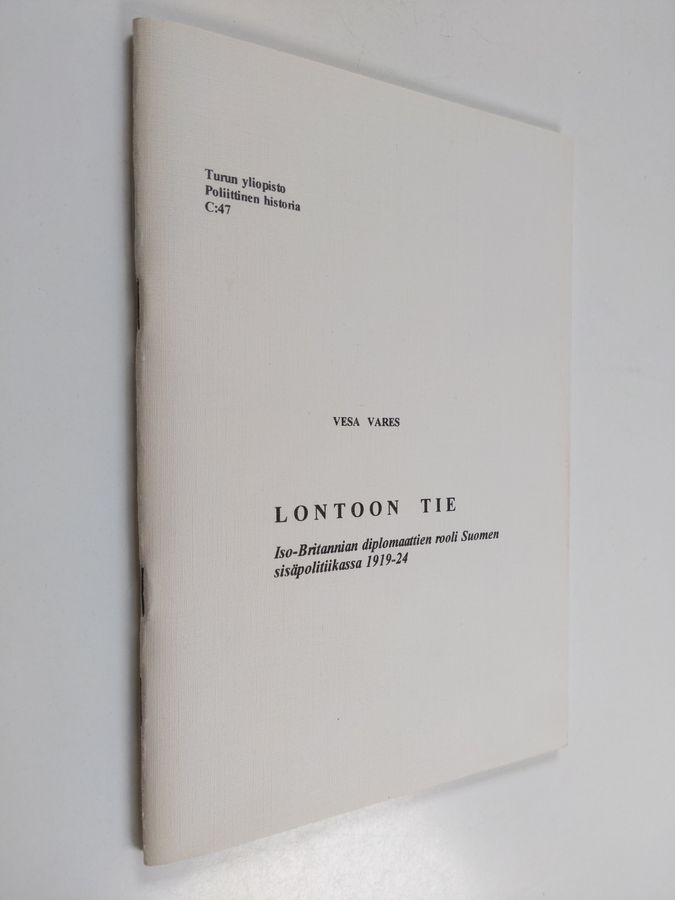 Turun yliopisto
Poliittinen historia
C:47
VESA VARES
LONTOON TIE
Iso-Britannian diplomaattien rooli Suomen
sisäpolitiikassa 1919-24